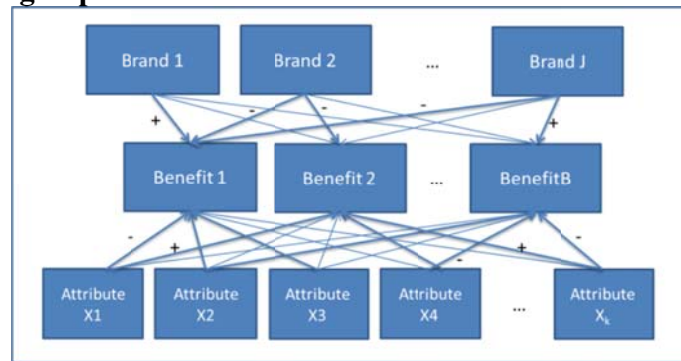 Brand 1 Brand 2 ... Brand J
+ - - - +
Benefit 1 Benefit 2 ... BenefitB
- + - + -
Attribute X1
Attribute X2
Attribute X3
Attribute X4
...
Attribute Xk